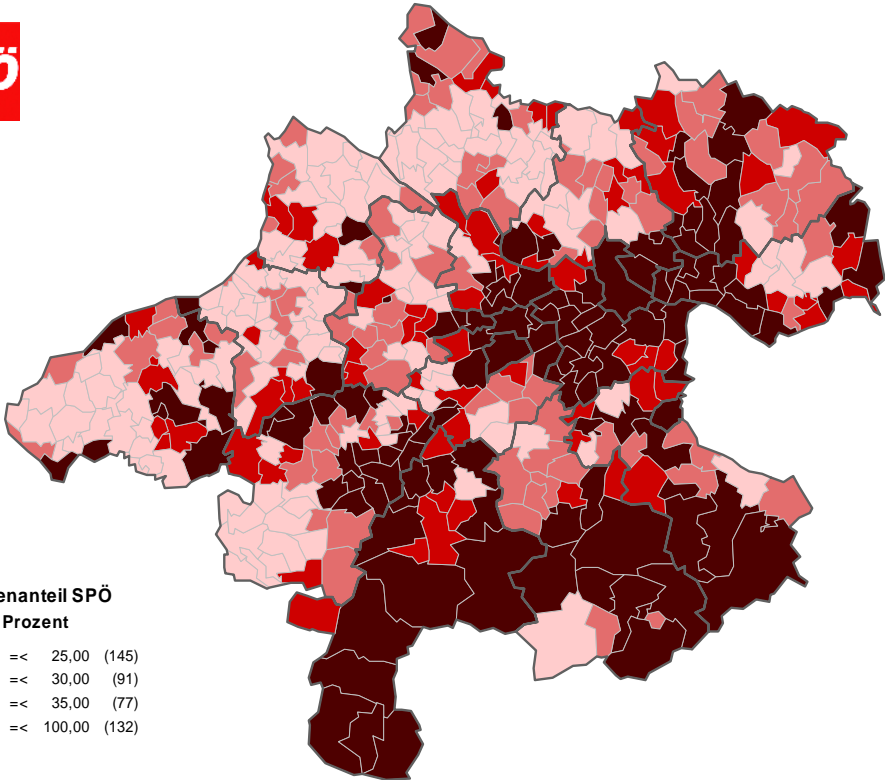 Ö
enanteil SPÖ
Prozent
=< 25,00 (145)
=< 30,00 (91)
=< 35,00 (77)
=< 100,00 (132)